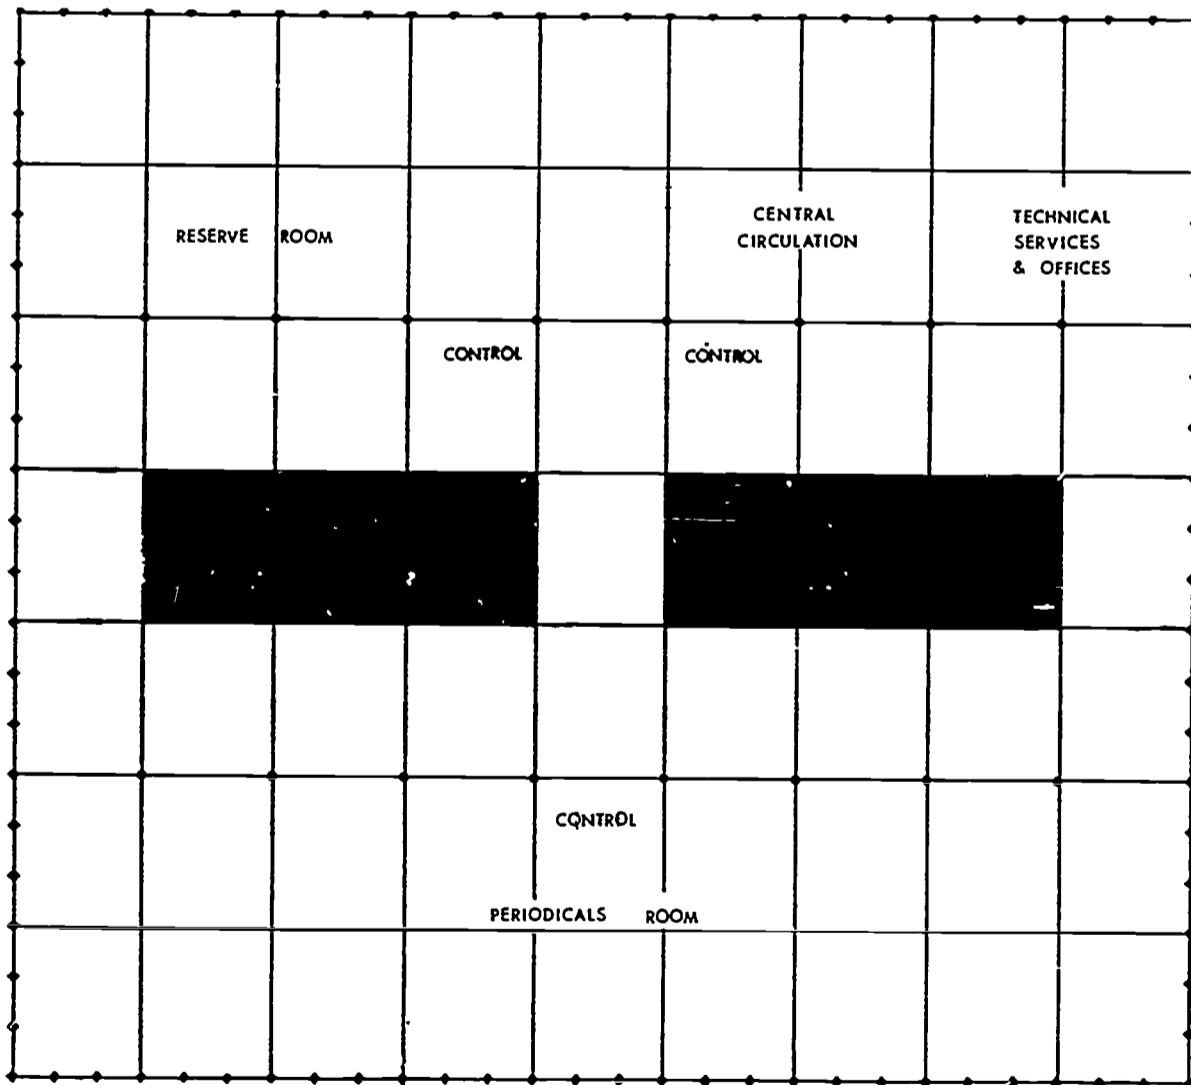 RESERVE ROOM
CENTRAL
CIRCULATION
TECHNICAL
SERVICES
& OFFICES
CONTROL
CONTROL
CONTROL
PERIODICALS ROOM